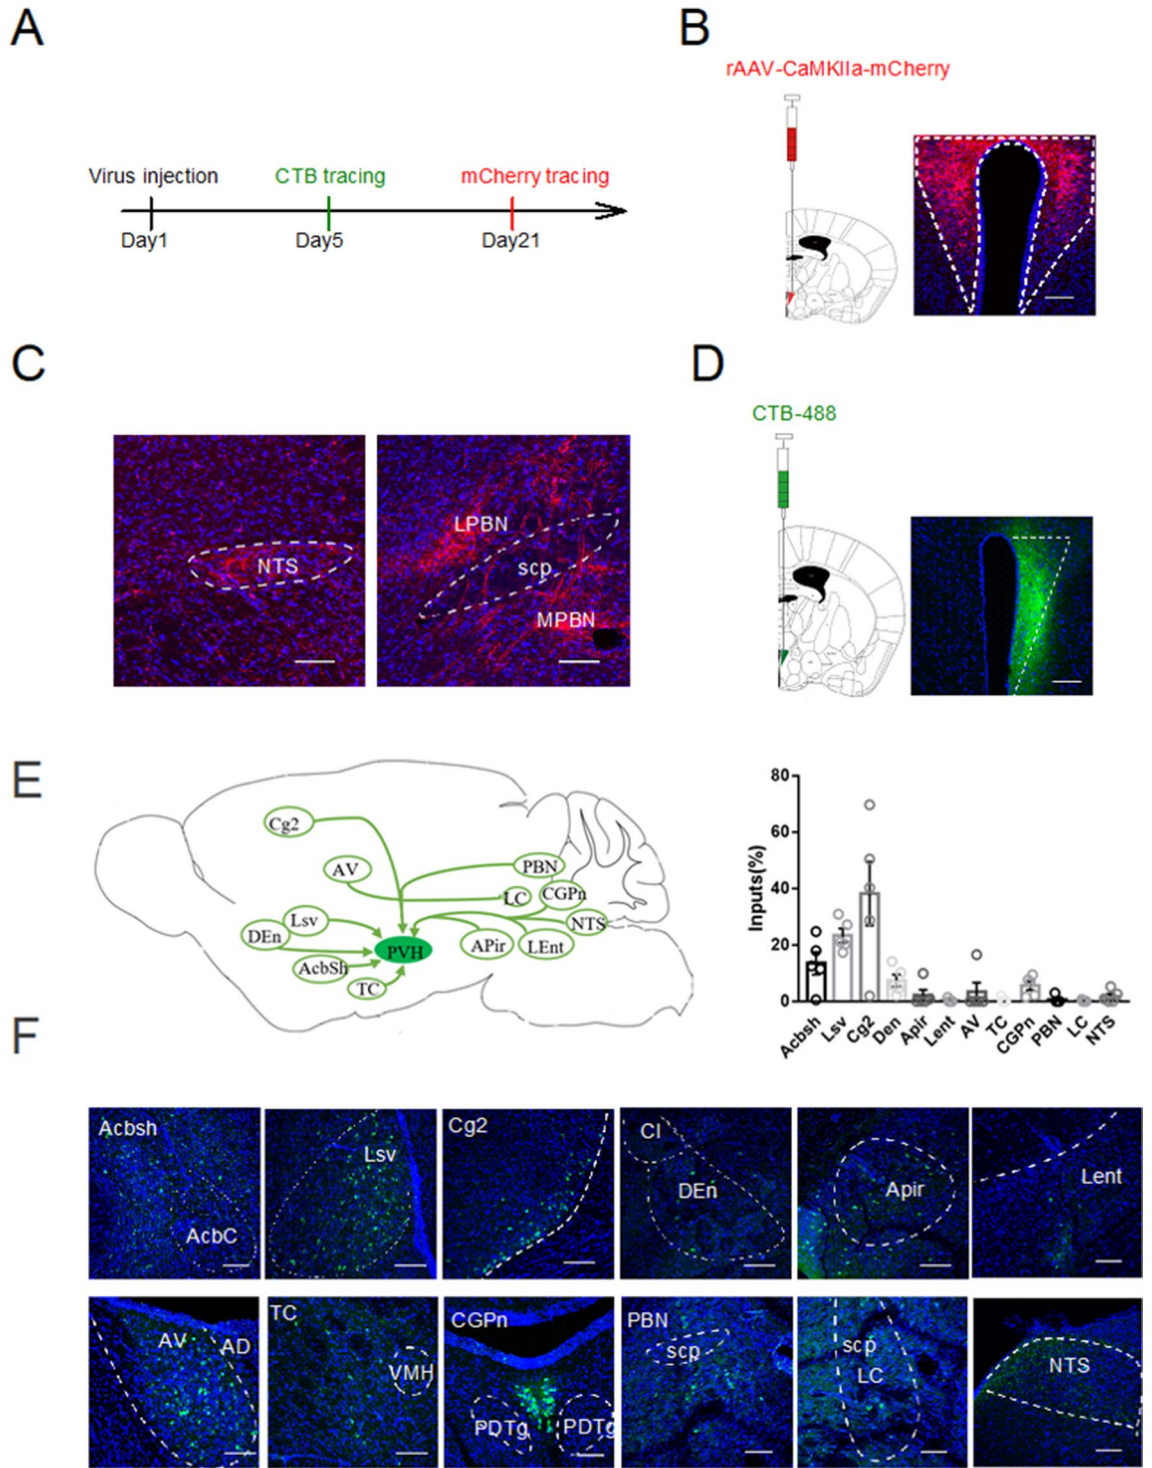 A
Virus injection
CTB tracing
mCherry tracing
Day1
Day5
Day21
B
rAAV-CaMKIIa-mCherry
C
NTS
LPBN
scp
MPBN
D
CTB-488
E
Cg2
AV
PBN
LC
CGPn
Lsv
DEn
NTS
PVH
APir
LEnt
AcbSh
TC
Inputs(%)
80
60
40
20
0
Acbsh
Lsv
Cg2
Den
Apir
Lent
AV
TC
CGPn
PBN
LC
NTS
F
Acbsh
AcbC
Lsv
Cg2
Cl
DEn
Apir
Lent
AV
AD
TC
VMH
CGPn
PDTg
PDTg
PBN
scp
scp
LC
NTS